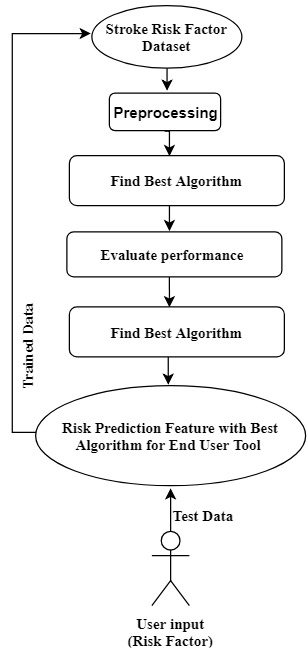 Stroke Risk Factor
Dataset
Preprocessing
Find Best Algorithm
Evaluate performance
Find Best Algorithm
Trained Data
Risk Prediction Feature with Best
Algorithm for End User Tool
Test Data
User input
(Risk Factor)